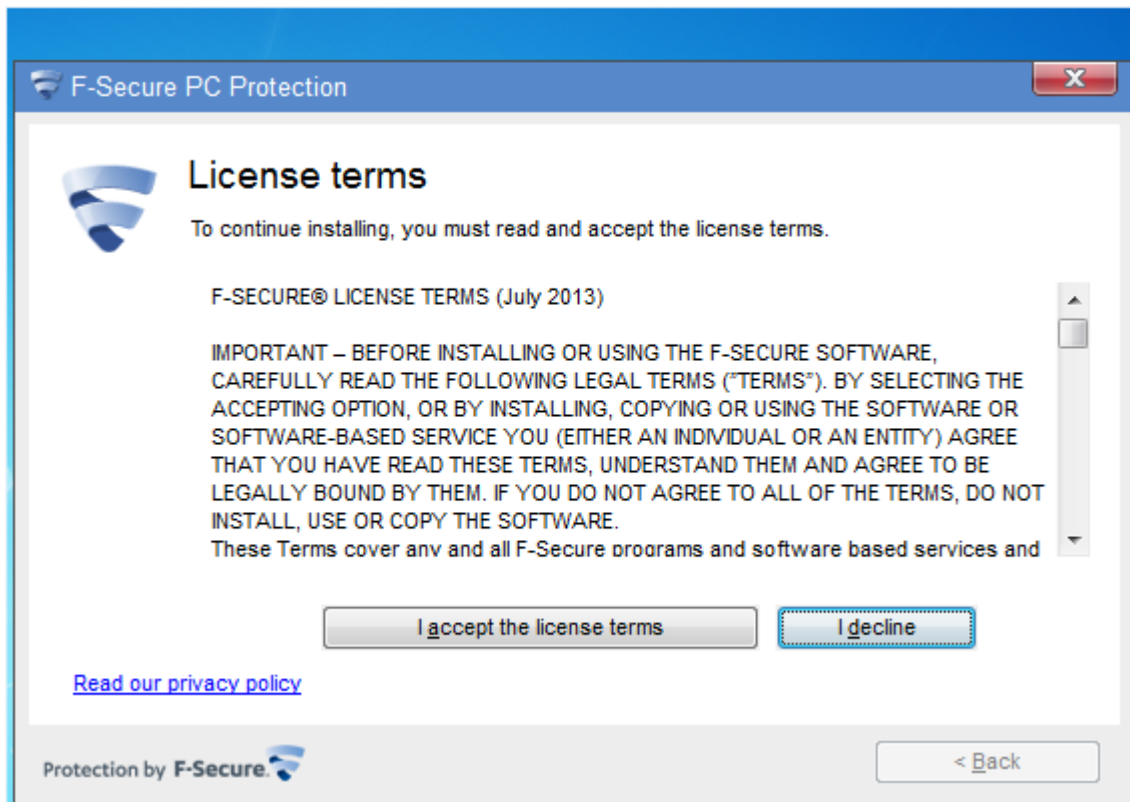 F-Secure PC Protection
License terms
To continue installing, you must read and accept the license terms.
F-SECURE® LICENSE TERMS (July 2013)
IMPORTANT – BEFORE INSTALLING OR USING THE F-SECURE SOFTWARE,
CAREFULLY READ THE FOLLOWING LEGAL TERMS ("TERMS"). BY SELECTING THE
ACCEPTING OPTION, OR BY INSTALLING, COPYING OR USING THE SOFTWARE OR
SOFTWARE-BASED SERVICE YOU (EITHER AN INDIVIDUAL OR AN ENTITY) AGREE
THAT YOU HAVE READ THESE TERMS, UNDERSTAND THEM AND AGREE TO BE
LEGALLY BOUND BY THEM. IF YOU DO NOT AGREE TO ALL OF THE TERMS, DO NOT
INSTALL, USE OR COPY THE SOFTWARE.
These Terms cover any and all F-Secure programs and software based services and
I accept the license terms
I decline
Read our privacy policy
Protection by F-Secure.
< Back